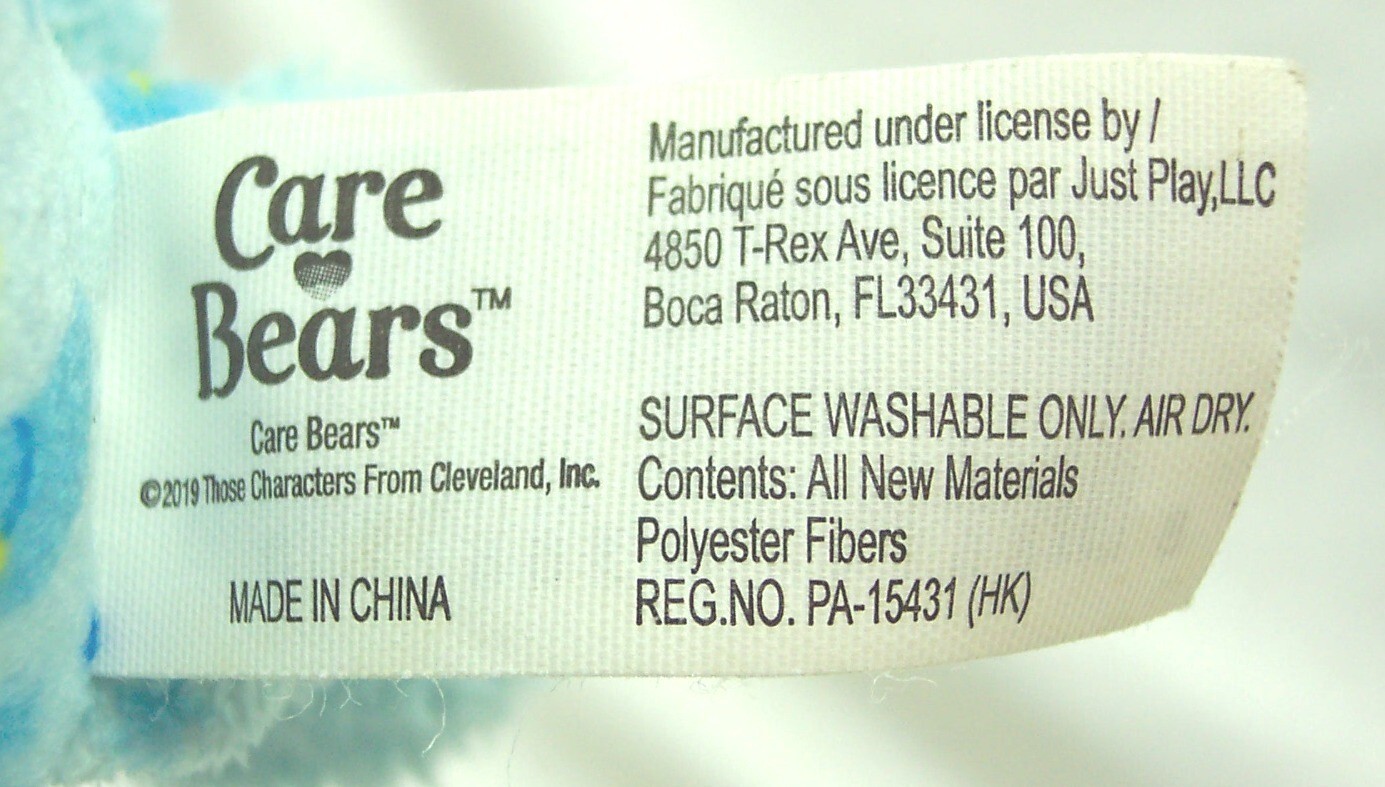 Care
Bears™
Care Bears™
©2019 Those Characters From Cleveland, Inc.
MADE IN CHINA
Manufactured under license by /
Fabriqué sous licence par Just Play,LLC
4850 T-Rex Ave, Suite 100,
Boca Raton, FL33431, USA
SURFACE WASHABLE ONLY. AIR DRY.
Contents: All New Materials
Polyester Fibers
REG.NO. PA-15431 (HK)